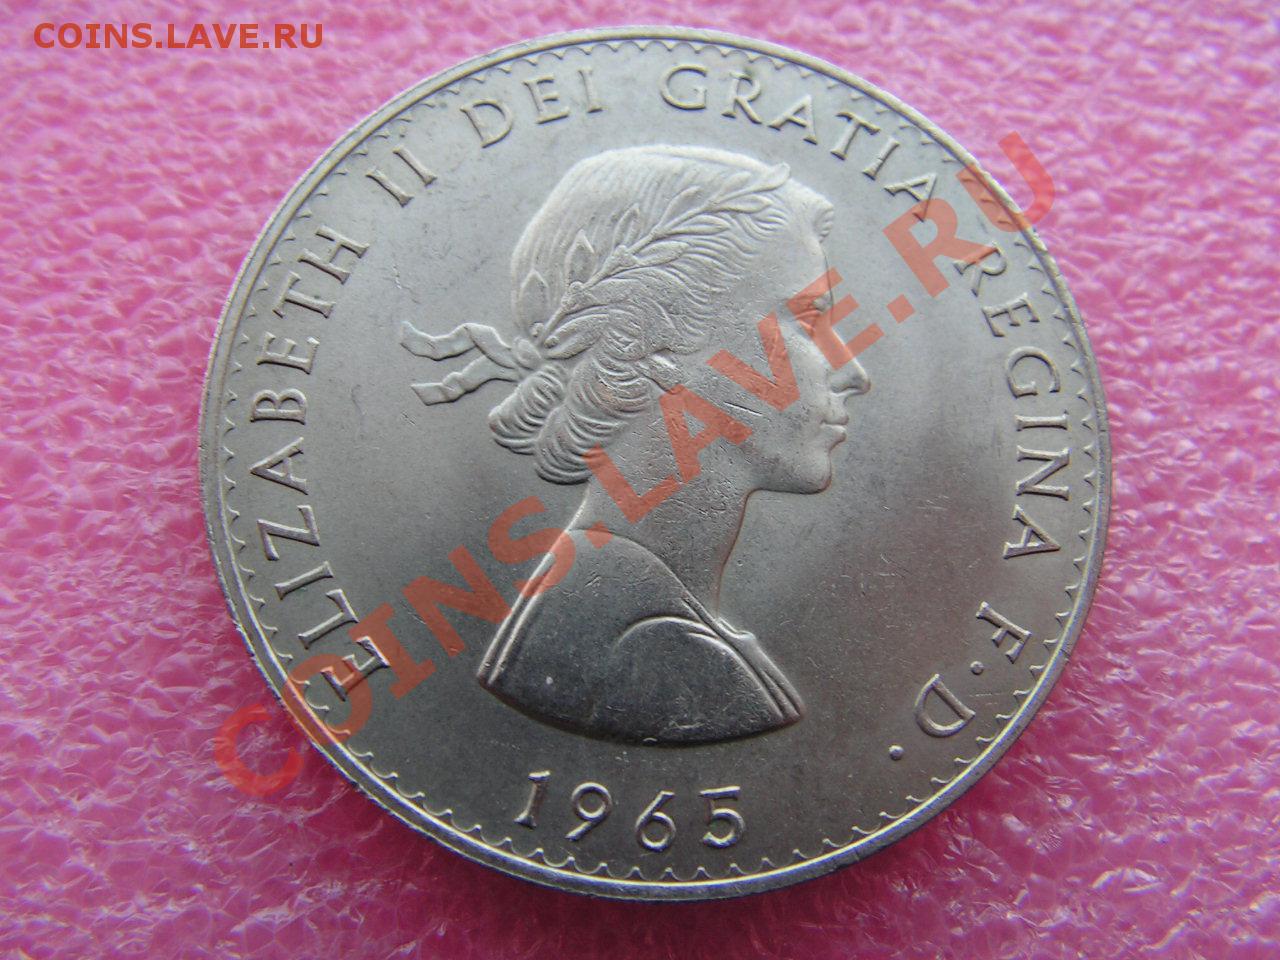 COINS.LAVE.RU
ELIZABETH II DEI GRATIA REGINA F. D.
1965
COINS.LAVE.RU